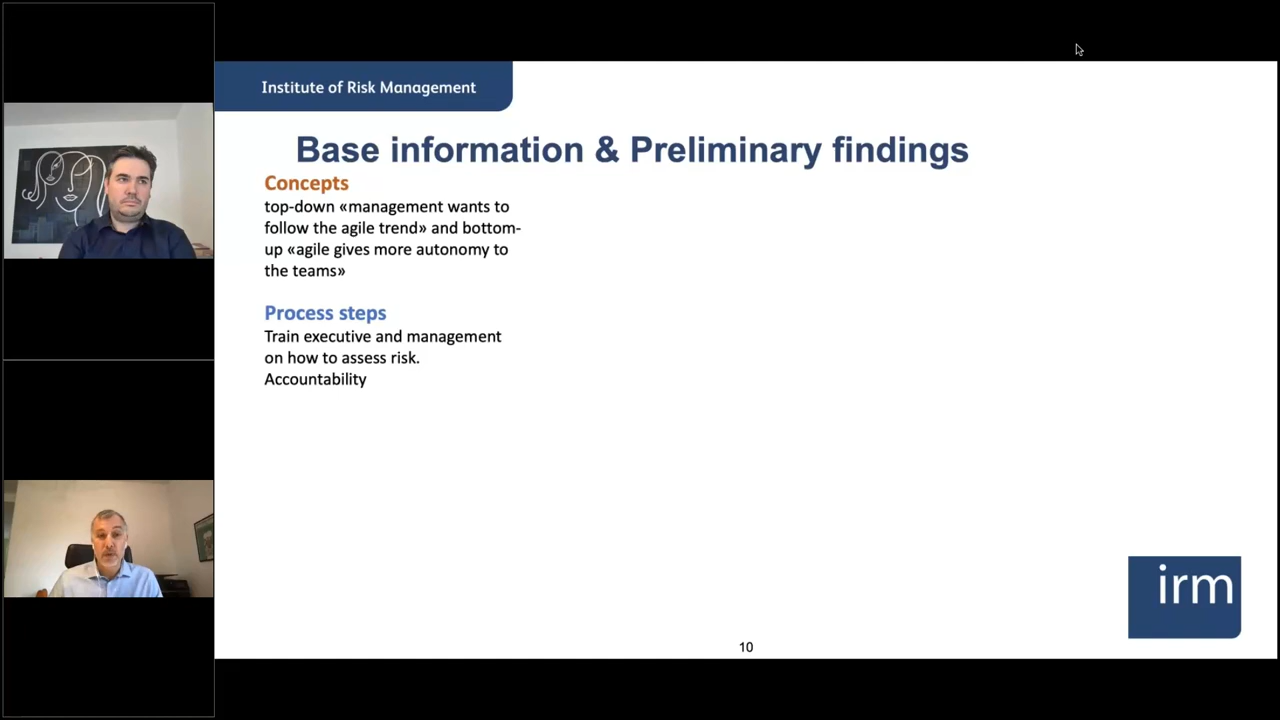 Institute of Risk Management
Base information & Preliminary findings
Concepts
top-down «management wants to
follow the agile trend» and bottom-
up «agile gives more autonomy to
the teams»
Process steps
Train executive and management
on how to assess risk.
Accountability
irm
10